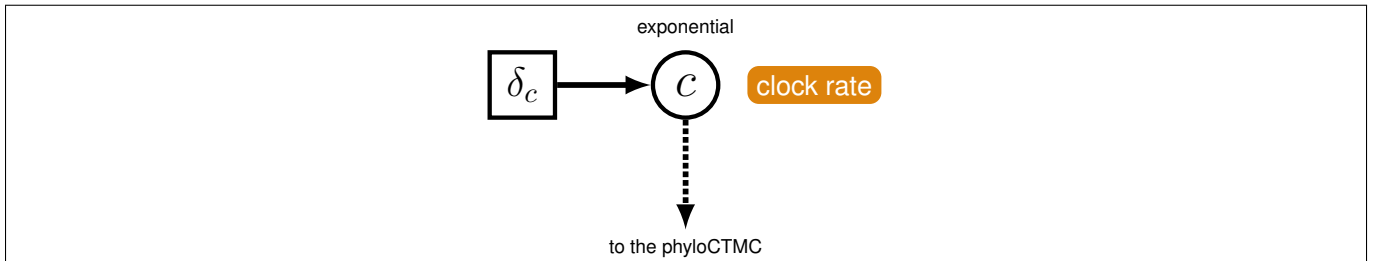 exponential
δc c clock rate
to the phyloCTMC